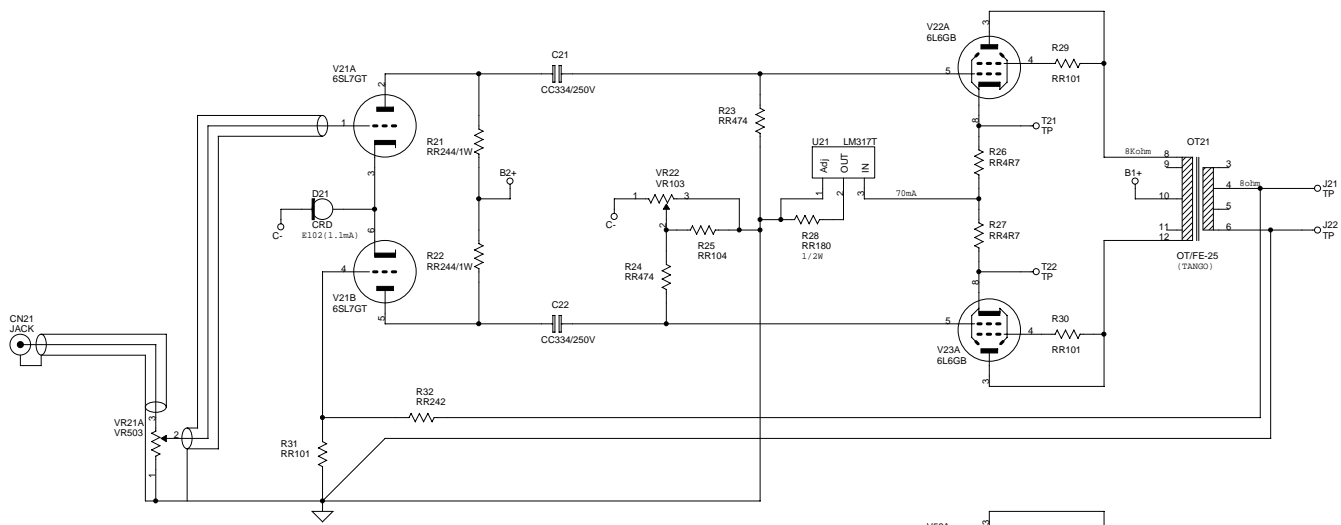 V22A
6L6GB
3
5
4
8
R29
RR101
C21
CC334/250V
V21A
6SL7GT
2
1
3
R21
RR244/1W
R23
RR474
U21 LM317T
Adj
OUT
IN
1
2
3
70mA
T21
TP
R26
RR4R7
OT21
8Kohm
8
9
10
11
12
3
4
5
6
8ohm
J21
TP
J22
TP
B1+
OT/FE-25
(TANGO)
D21
CRD
E102(1.1mA)
C-
B2+
VR22
VR103
1
3
2
C-
R25
RR104
R28
RR180
1/2W
R27
RR4R7
T22
TP
6
4
V21B
6SL7GT
5
R22
RR244/1W
R24
RR474
C22
CC334/250V
8
5
4
3
V23A
6L6GB
R30
RR101
CN21
JACK
VR21A
VR503
3
2
1
R32
RR242
R31
RR101
3